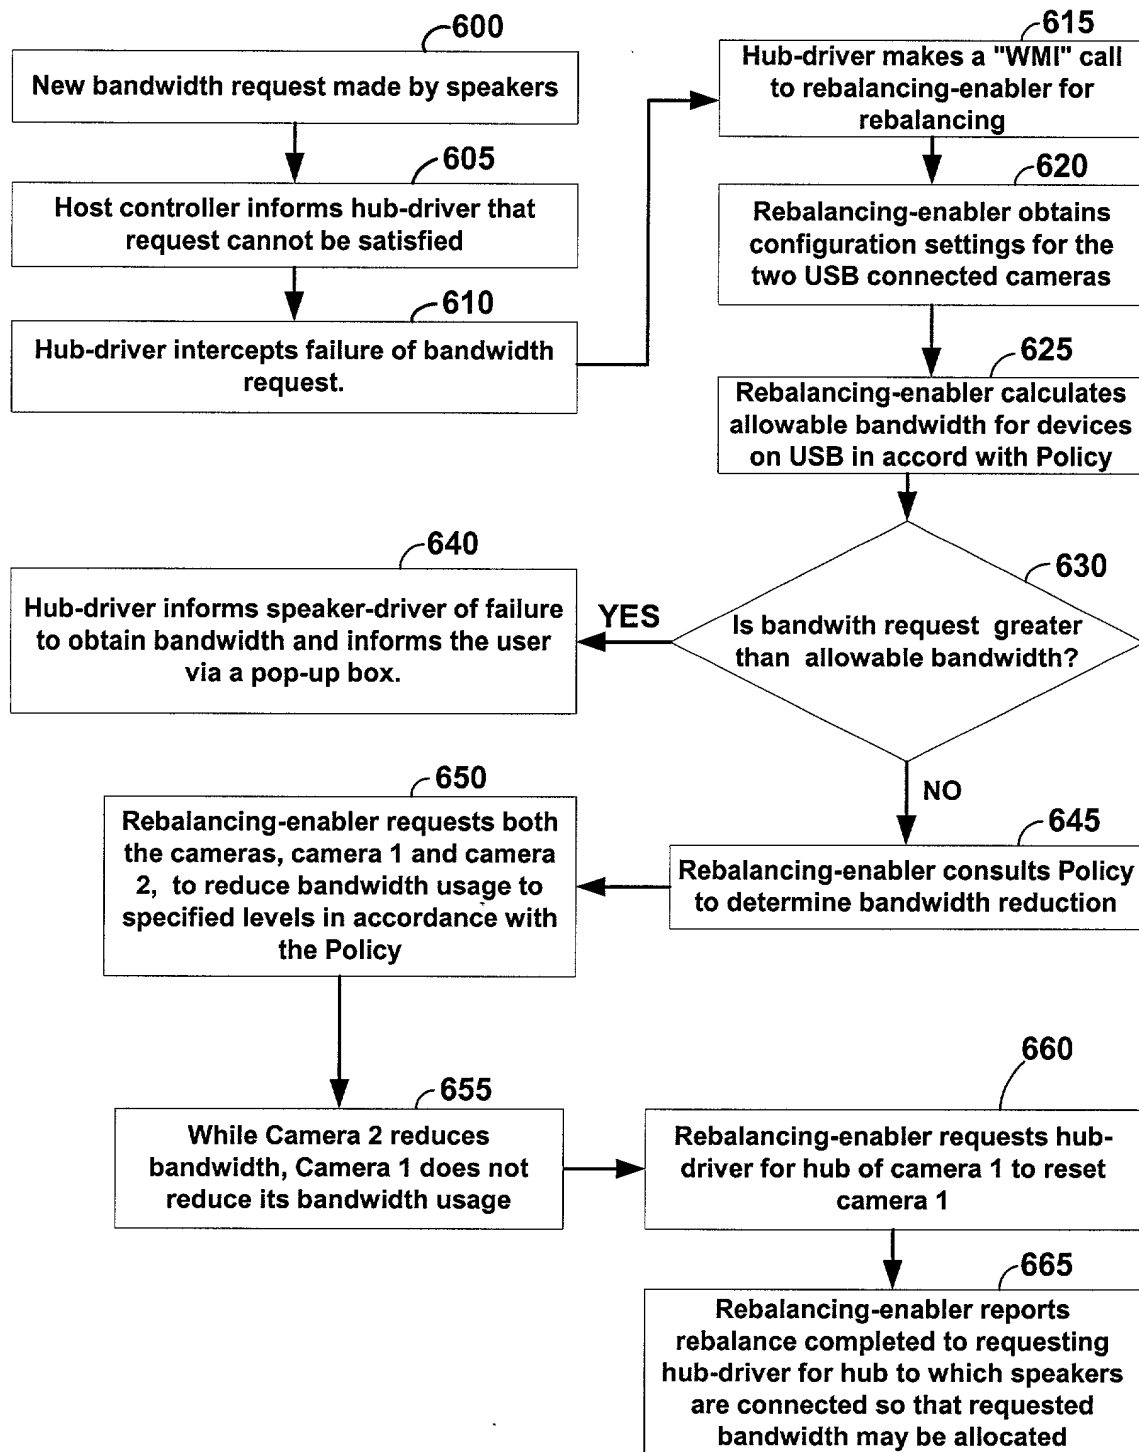 600
New bandwidth request made by speakers
605
Host controller informs hub-driver that
request cannot be satisfied
610
Hub-driver intercepts failure of bandwidth
request.
615
Hub-driver makes a "WMI" call
to rebalancing-enabler for
rebalancing
620
Rebalancing-enabler obtains
configuration settings for the
two USB connected cameras
625
Rebalancing-enabler calculates
allowable bandwidth for devices
on USB in accord with Policy
630
Is bandwith request greater
than allowable bandwidth?
YES
640
Hub-driver informs speaker-driver of failure
to obtain bandwidth and informs the user
via a pop-up box.
NO
645
Rebalancing-enabler consults Policy
to determine bandwidth reduction
650
Rebalancing-enabler requests both
the cameras, camera 1 and camera
2, to reduce bandwidth usage to
specified levels in accordance with
the Policy
655
While Camera 2 reduces
bandwidth, Camera 1 does not
reduce its bandwidth usage
660
Rebalancing-enabler requests hub-
driver for hub of camera 1 to reset
camera 1
665
Rebalancing-enabler reports
rebalance completed to requesting
hub-driver for hub to which speakers
are connected so that requested
bandwidth may be allocated